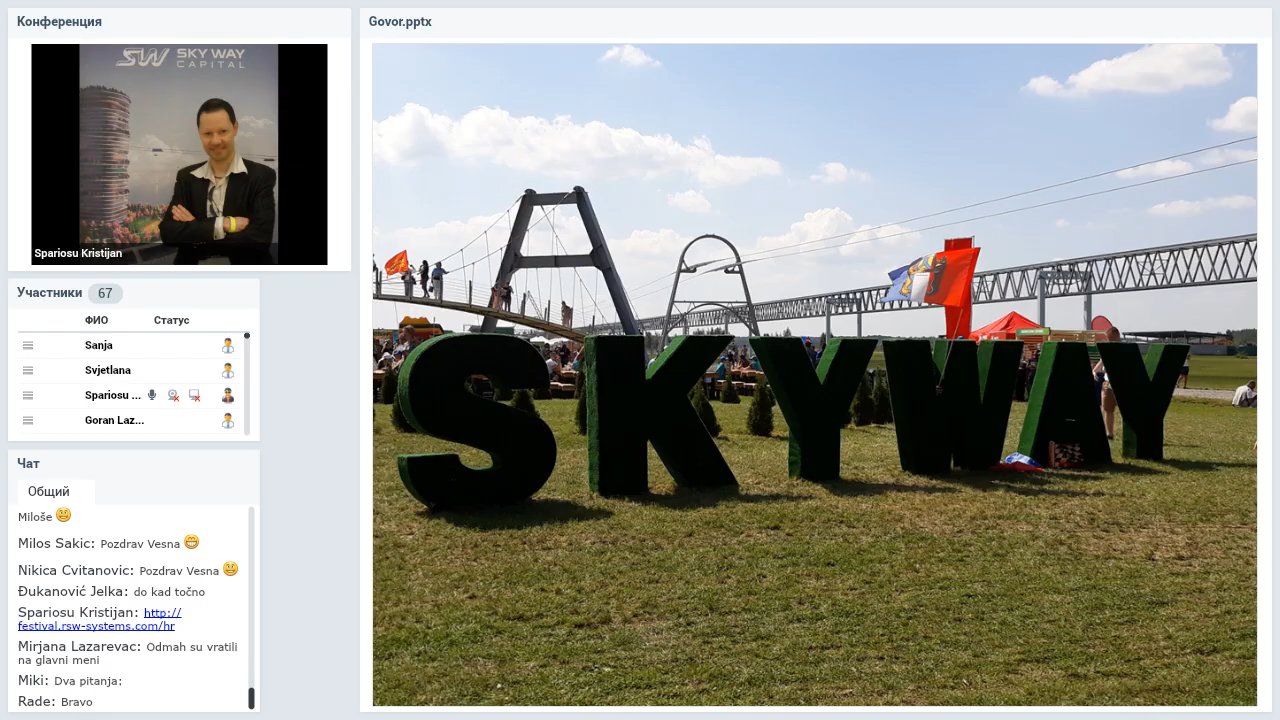 Конференция
SW SKY WAY
CAPITAL
Spariosu Kristijan
Участники 67
ФИО Статус
Sanja
Svjetlana
Spariosu ...
Goran Laz...
Чат
Общий
Miloše
Milos Sakic: Pozdrav Vesna
Nikica Cvitanovic: Pozdrav Vesna
Đukanović Jelka: do kad točno
Spariosu Kristijan: http://
festival.rsw-systems.com/hr
Mirjana Lazarevac: Odmah su vratili
na glavni meni
Miki: Dva pitanja:
Rade: Bravo
Govor.pptx
SKYWAY